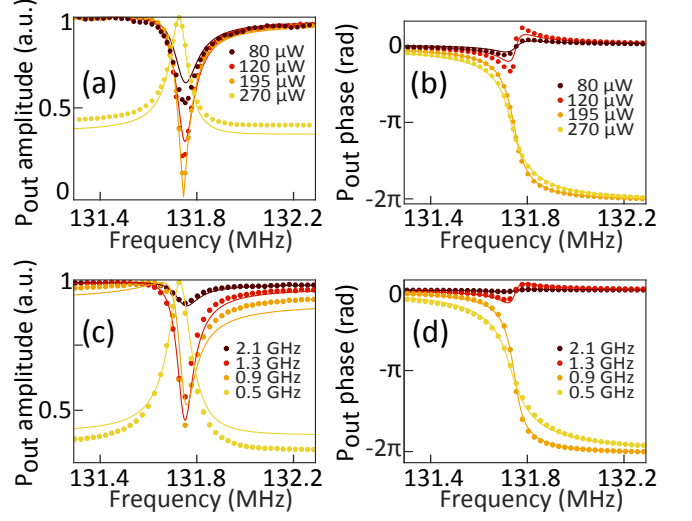 (a)
P_out amplitude (a.u.)
1
0.5
0
80 μW
120 μW
195 μW
270 μW
131.4 131.8 132.2
Frequency (MHz)
(b)
P_out phase (rad)
0
-π
-2π
80 μW
120 μW
195 μW
270 μW
131.4 131.8 132.2
Frequency (MHz)
(c)
P_out amplitude (a.u.)
1
0.5
2.1 GHz
1.3 GHz
0.9 GHz
0.5 GHz
131.4 131.8 132.2
Frequency (MHz)
(d)
P_out phase (rad)
0
-π
-2π
2.1 GHz
1.3 GHz
0.9 GHz
0.5 GHz
131.4 131.8 132.2
Frequency (MHz)